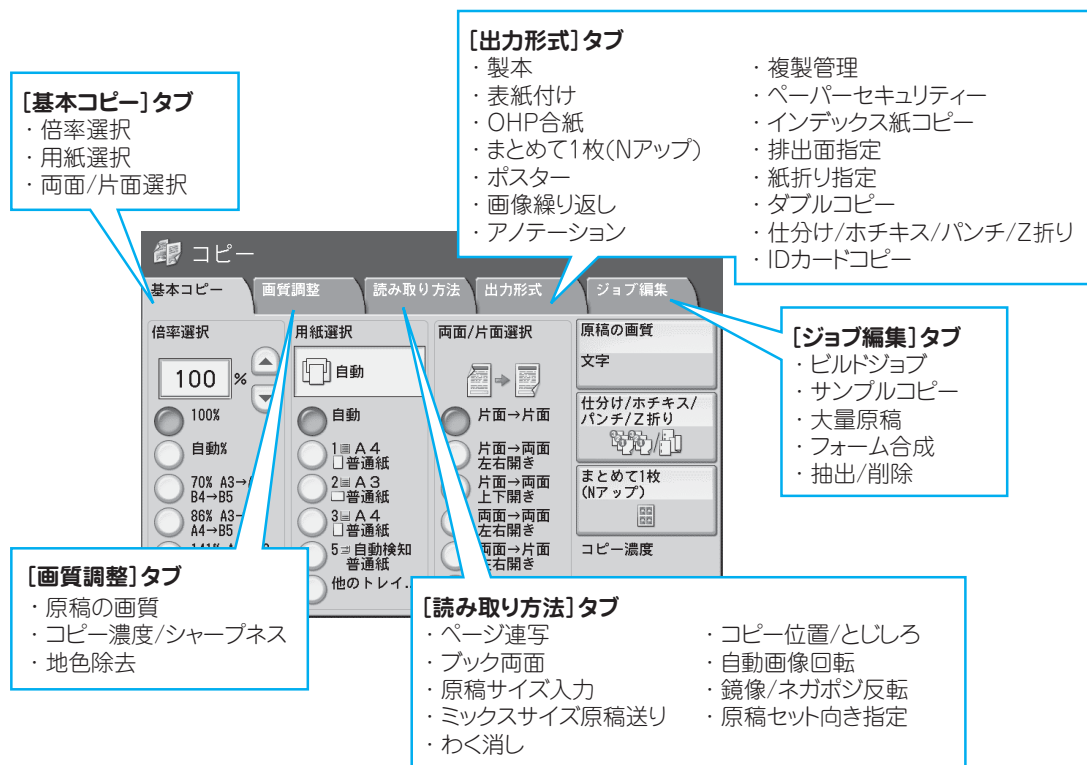 [出力形式]タブ
・製本
・表紙付け
・OHP合紙
・まとめて1枚(Nアップ)
・ポスター
・画像繰り返し
・アノテーション
・複製管理
・ペーパーセキュリティー
・インデックス紙コピー
・排出面指定
・紙折り指定
・ダブルコピー
・仕分け/ホチキス/パンチ/Z折り
・IDカードコピー
[基本コピー]タブ
・倍率選択
・用紙選択
・両面/片面選択
コピー
基本コピー
画質調整
読み取り方法
出力形式
ジョブ編集
倍率選択
100 %
100%
自動%
70% A3→
B4→B5
86% A3
A4→B5
用紙選択
自動
自動
1 A4
普通紙
2 A3
普通紙
3 A4
普通紙
5 自動検知
普通紙
他のトレイ..
両面/片面選択
片面→片面
片面→両面
左右開き
片面→両面
上下開き
両面→両面
左右開き
両面→片面
左右開き
原稿の画質
文字
仕分け/ホチキス/
パンチ/Z折り
まとめて1枚
(Nアップ)
コピー濃度
[ジョブ編集]タブ
・ビルドジョブ
・サンプルコピー
・大量原稿
・フォーム合成
・抽出/削除
[画質調整]タブ
・原稿の画質
・コピー濃度/シャープネス
・地色除去
[読み取り方法]タブ
・ページ連写
・ブック両面
・原稿サイズ入力
・ミックスサイズ原稿送り
・わく消し
・コピー位置/とじしろ
・自動画像回転
・鏡像/ネガポジ反転
・原稿セット向き指定